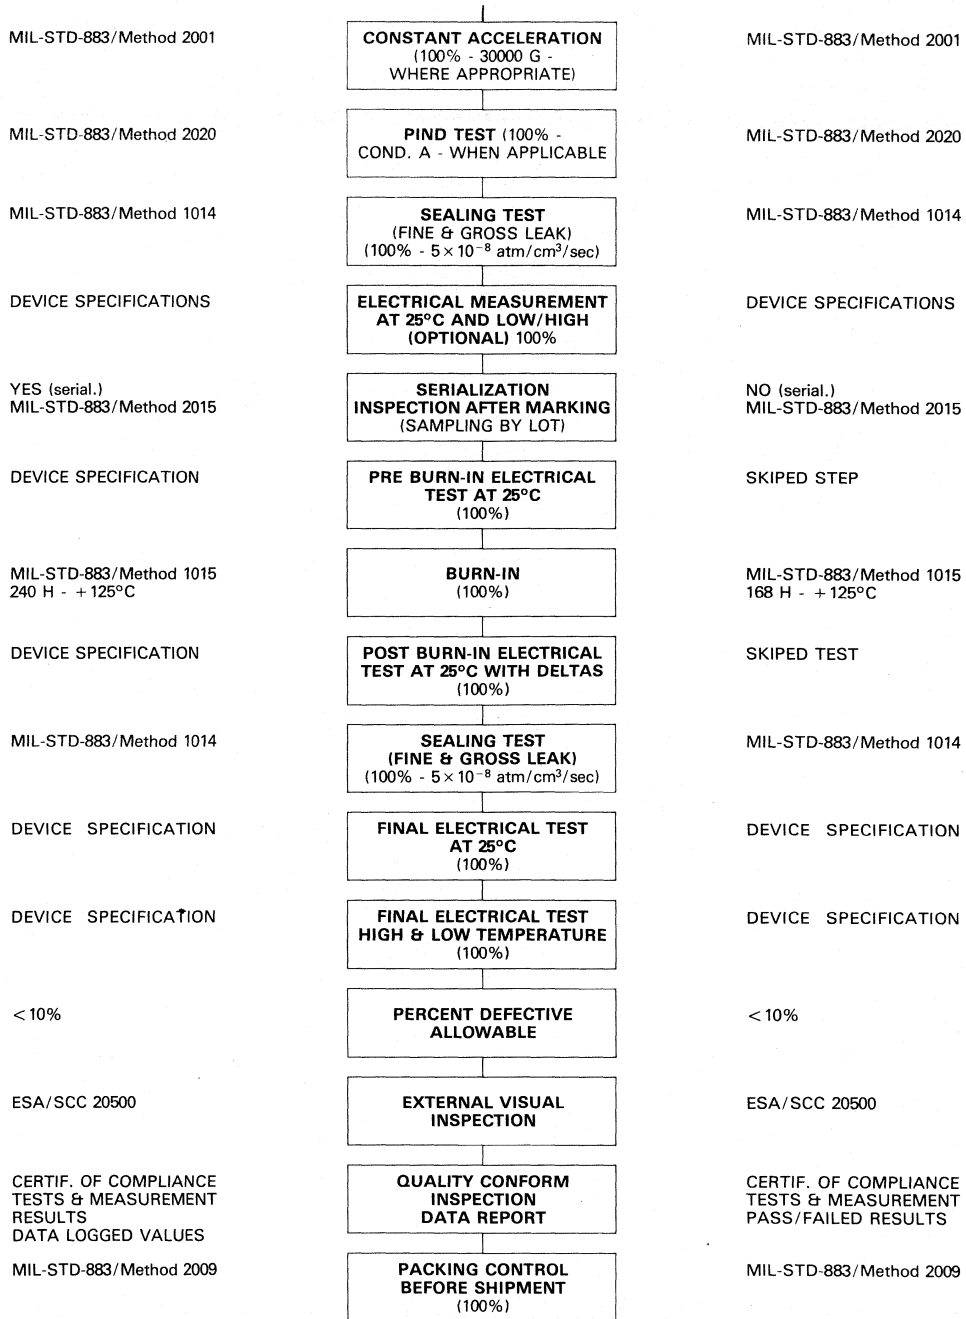 MIL-STD-883/Method 2001
CONSTANT ACCELERATION
(100% - 30000 G -
WHERE APPROPRIATE)
MIL-STD-883/Method 2001
MIL-STD-883/Method 2020
PIND TEST (100% -
COND. A - WHEN APPLICABLE
MIL-STD-883/Method 2020
MIL-STD-883/Method 1014
SEALING TEST
(FINE & GROSS LEAK)
(100% - 5 × 10⁻⁸ atm/cm³/sec)
MIL-STD-883/Method 1014
DEVICE SPECIFICATIONS
ELECTRICAL MEASUREMENT
AT 25°C AND LOW/HIGH
(OPTIONAL) 100%
DEVICE SPECIFICATIONS
YES (serial.)
MIL-STD-883/Method 2015
SERIALIZATION
INSPECTION AFTER MARKING
(SAMPLING BY LOT)
NO (serial.)
MIL-STD-883/Method 2015
DEVICE SPECIFICATION
PRE BURN-IN ELECTRICAL
TEST AT 25°C
(100%)
SKIPED STEP
MIL-STD-883/Method 1015
240 H - +125°C
BURN-IN
(100%)
MIL-STD-883/Method 1015
168 H - +125°C
DEVICE SPECIFICATION
POST BURN-IN ELECTRICAL
TEST AT 25°C WITH DELTAS
(100%)
SKIPED TEST
MIL-STD-883/Method 1014
SEALING TEST
(FINE & GROSS LEAK)
(100% - 5 × 10⁻⁸ atm/cm³/sec)
MIL-STD-883/Method 1014
DEVICE SPECIFICATION
FINAL ELECTRICAL TEST
AT 25°C
(100%)
DEVICE SPECIFICATION
DEVICE SPECIFICATION
FINAL ELECTRICAL TEST
HIGH & LOW TEMPERATURE
(100%)
DEVICE SPECIFICATION
< 10%
PERCENT DEFECTIVE
ALLOWABLE
< 10%
ESA/SCC 20500
EXTERNAL VISUAL
INSPECTION
ESA/SCC 20500
CERTIF. OF COMPLIANCE
TESTS & MEASUREMENT
RESULTS
DATA LOGGED VALUES
QUALITY CONFORM
INSPECTION
DATA REPORT
CERTIF. OF COMPLIANCE
TESTS & MEASUREMENT
PASS/FAILED RESULTS
MIL-STD-883/Method 2009
PACKING CONTROL
BEFORE SHIPMENT
(100%)
MIL-STD-883/Method 2009